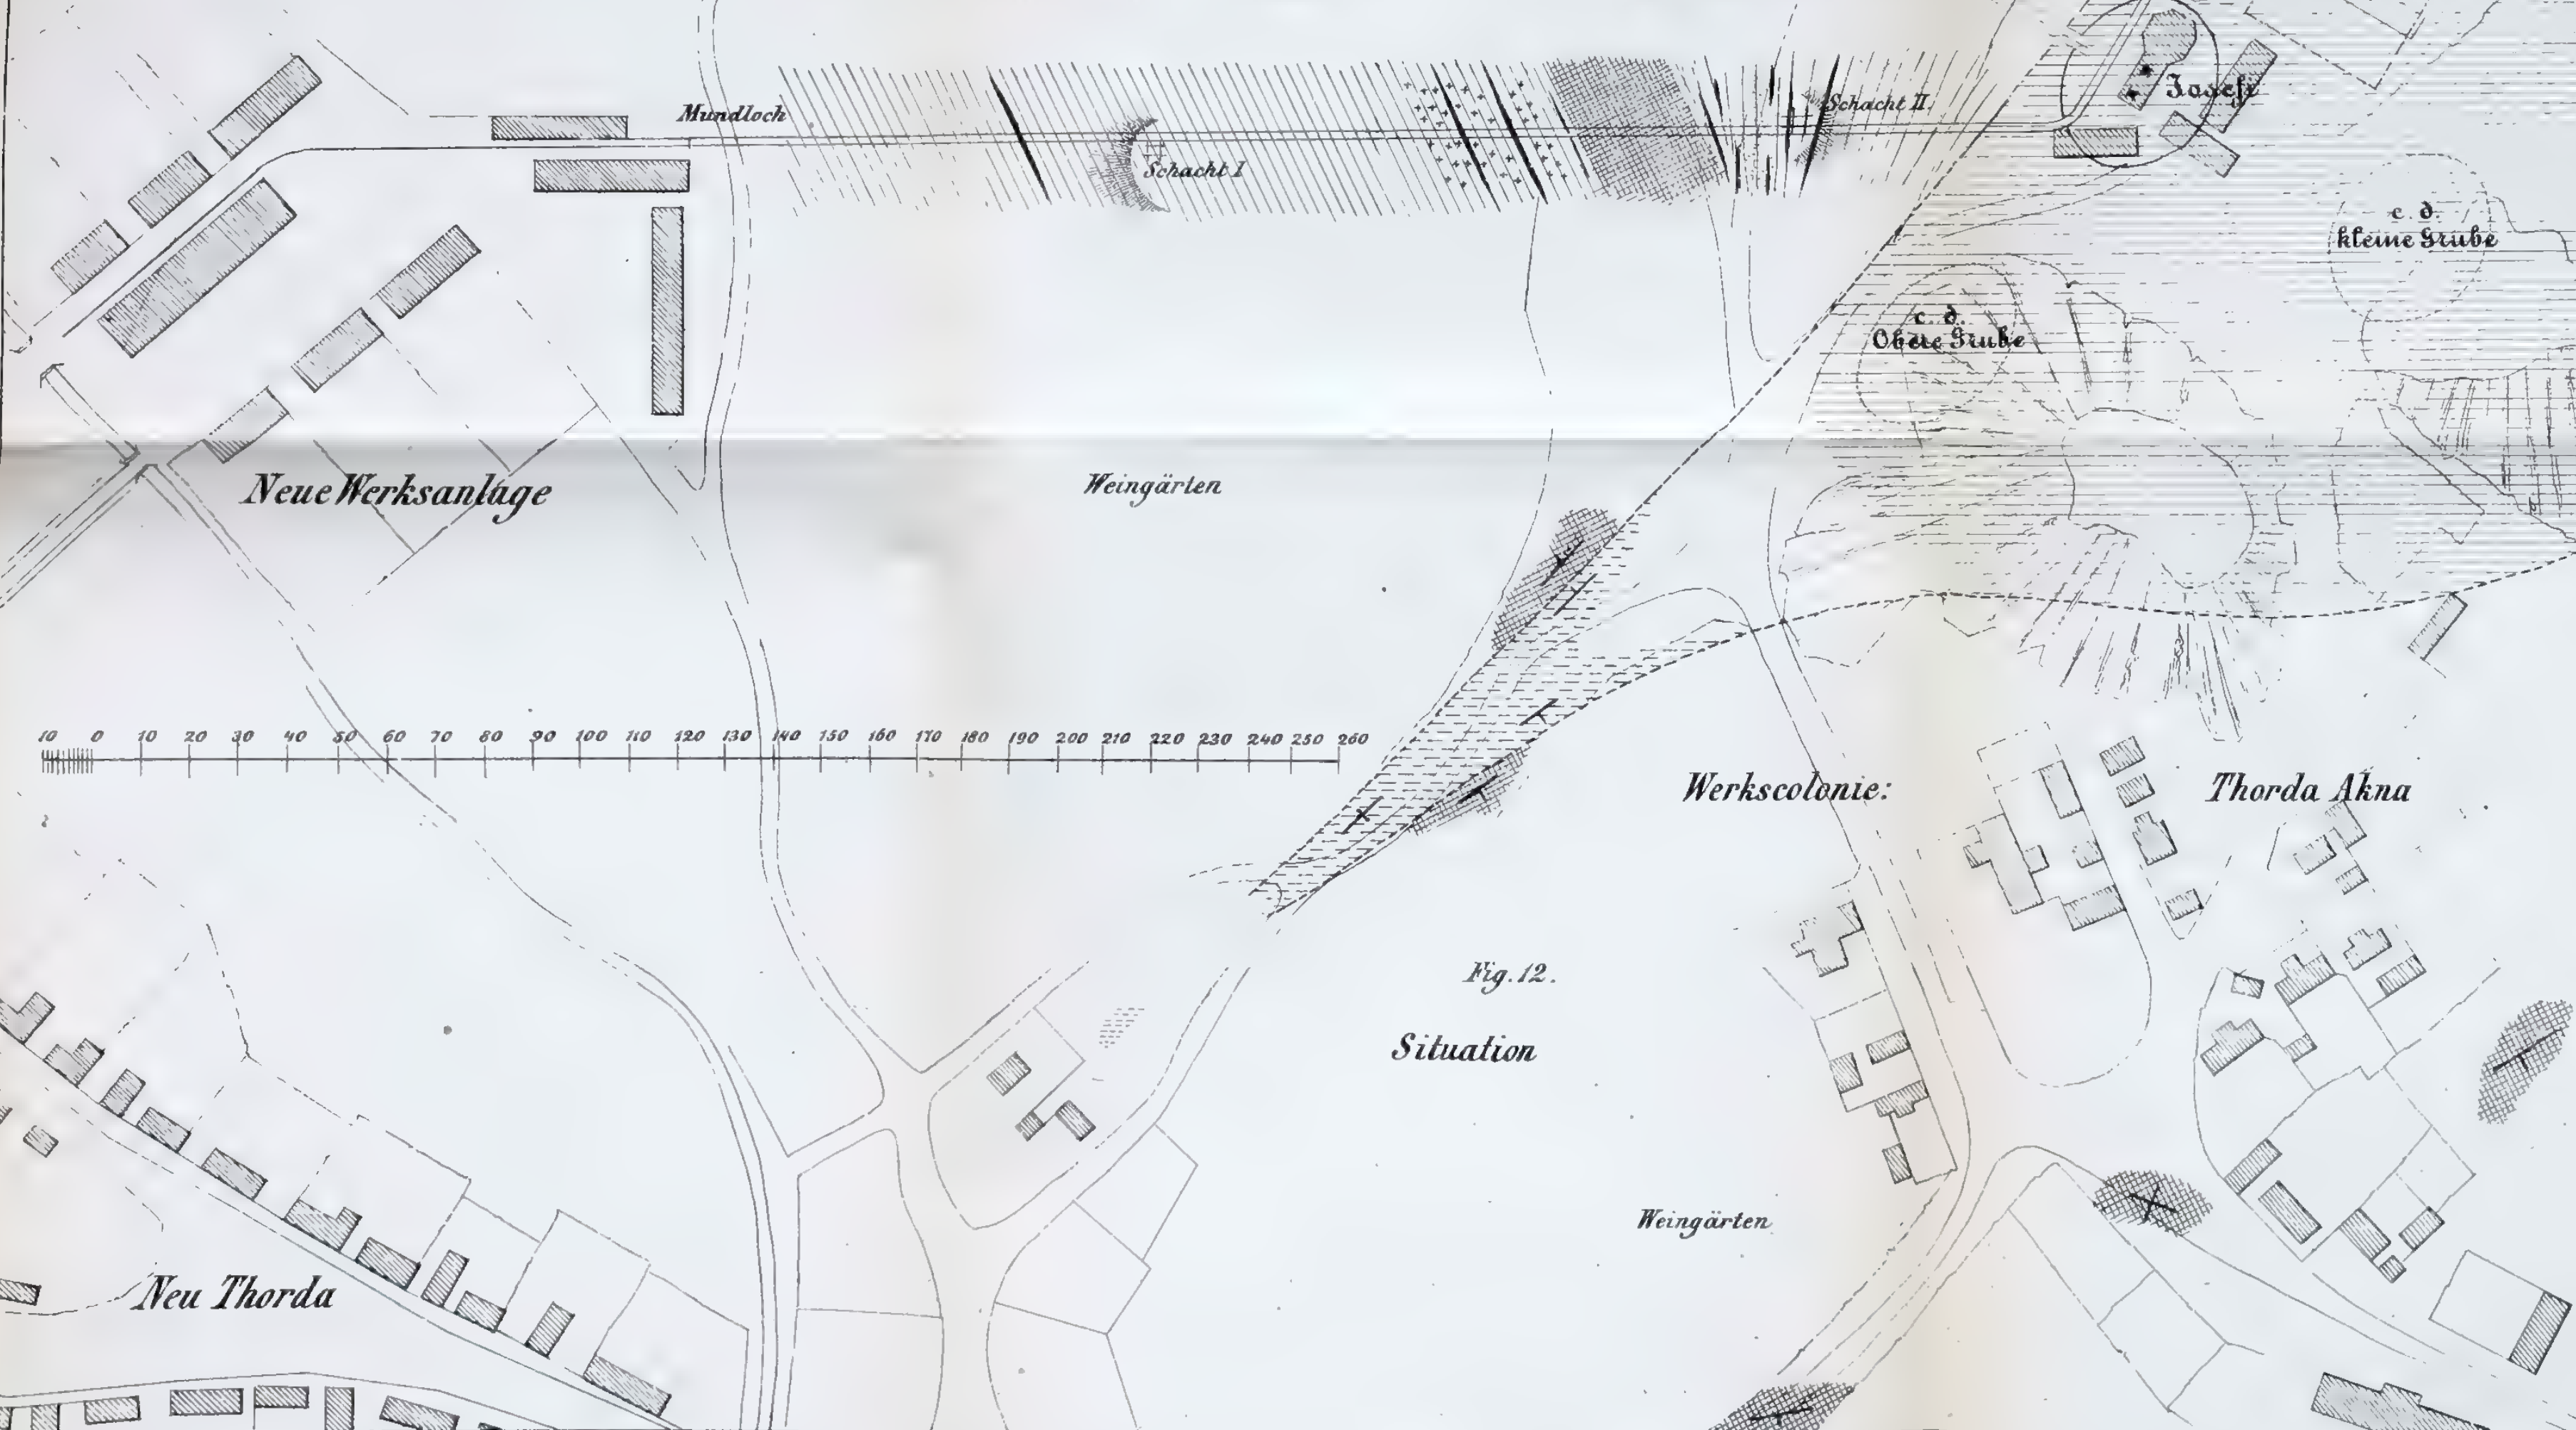 Mundloch
Schacht I
Schacht II.
Josefi
c. d.
kleine Grube
c. d.
Obere Grube
Neue Werksanlage
Weingärten
10 0 10 20 30 40 50 60 70 80 90 100 110 120 130 140 150 160 170 180 190 200 210 220 230 240 250 260
Werkscolonie:
Thorda Akna
Fig. 12.
Situation
Weingärten
Neu Thorda